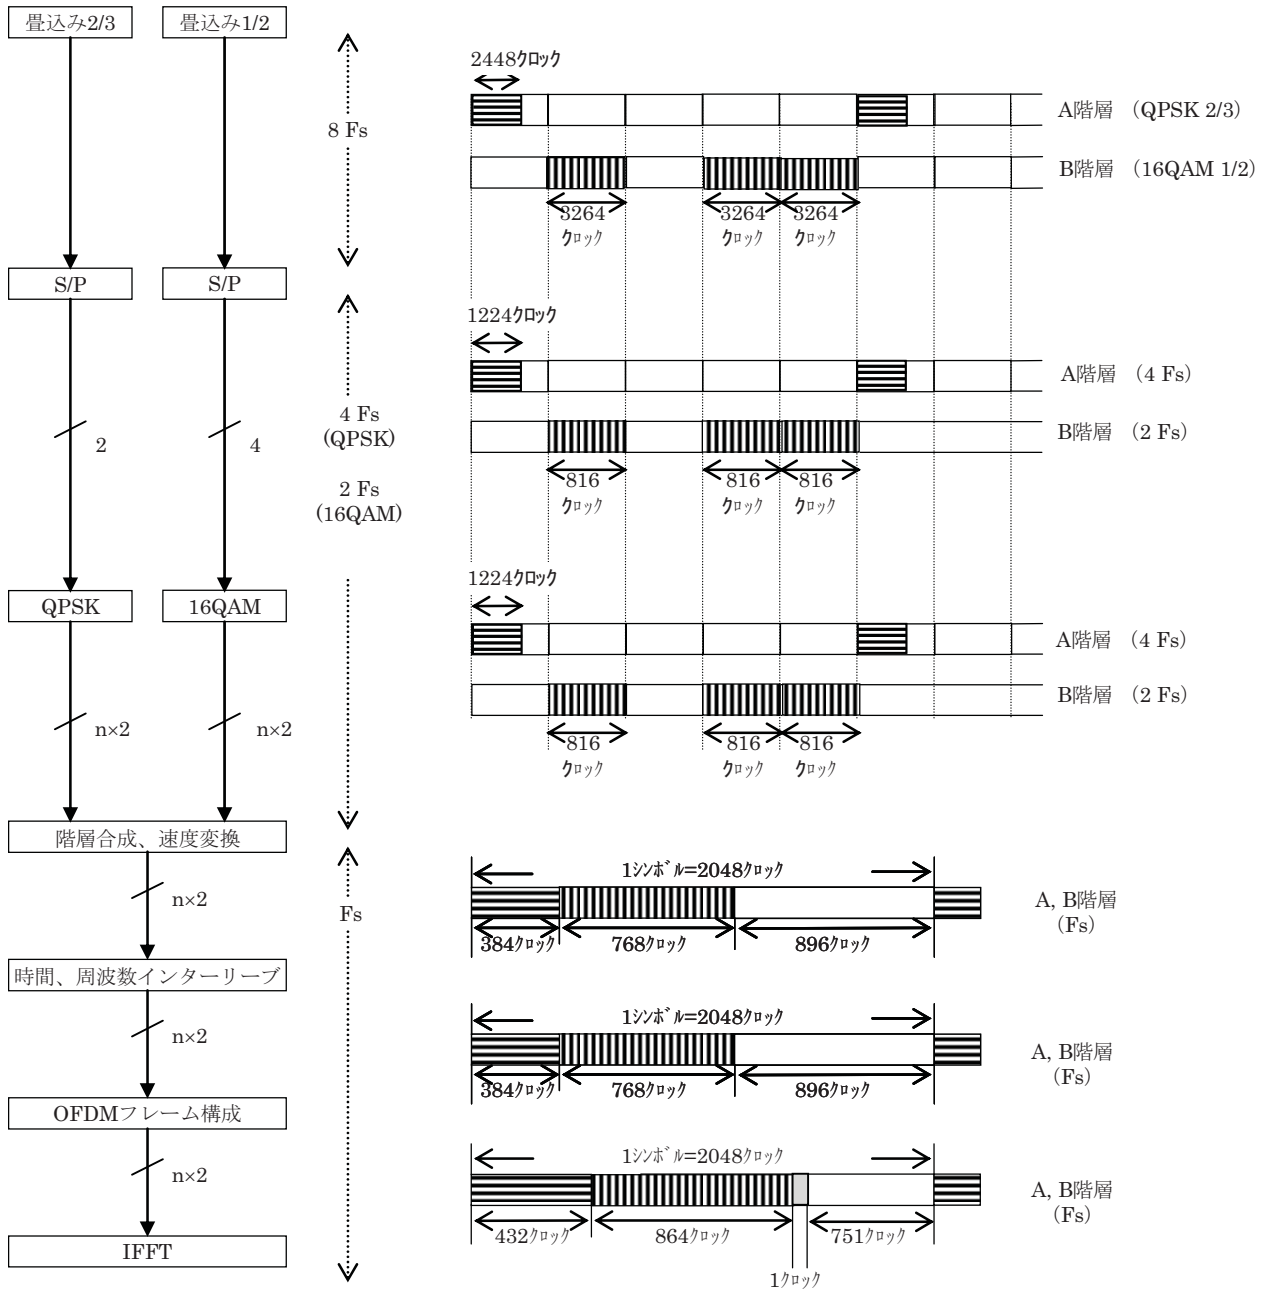 畳込み2/3
畳込み1/2
2448クロック
A階層 (QPSK 2/3)
8 Fs
B階層 (16QAM 1/2)
3264 3264 3264
クロック クロック クロック
S/P
S/P
1224クロック
A階層 (4 Fs)
4 Fs
(QPSK)
B階層 (2 Fs)
2
4
816 816 816
2 Fs
(16QAM)
クロック クロック クロック
1224クロック
QPSK
16QAM
A階層 (4 Fs)
B階層 (2 Fs)
n×2
n×2
816 816 816
クロック クロック クロック
階層合成、速度変換
1シンボル=2048クロック
n×2
Fs
A, B階層
(Fs)
384クロック 768クロック 896クロック
時間、周波数インターリーブ
1シンボル=2048クロック
n×2
A, B階層
(Fs)
384クロック 768クロック 896クロック
OFDMフレーム構成
1シンボル=2048クロック
n×2
A, B階層
(Fs)
432クロック 864クロック 751クロック
IFFT
1クロック